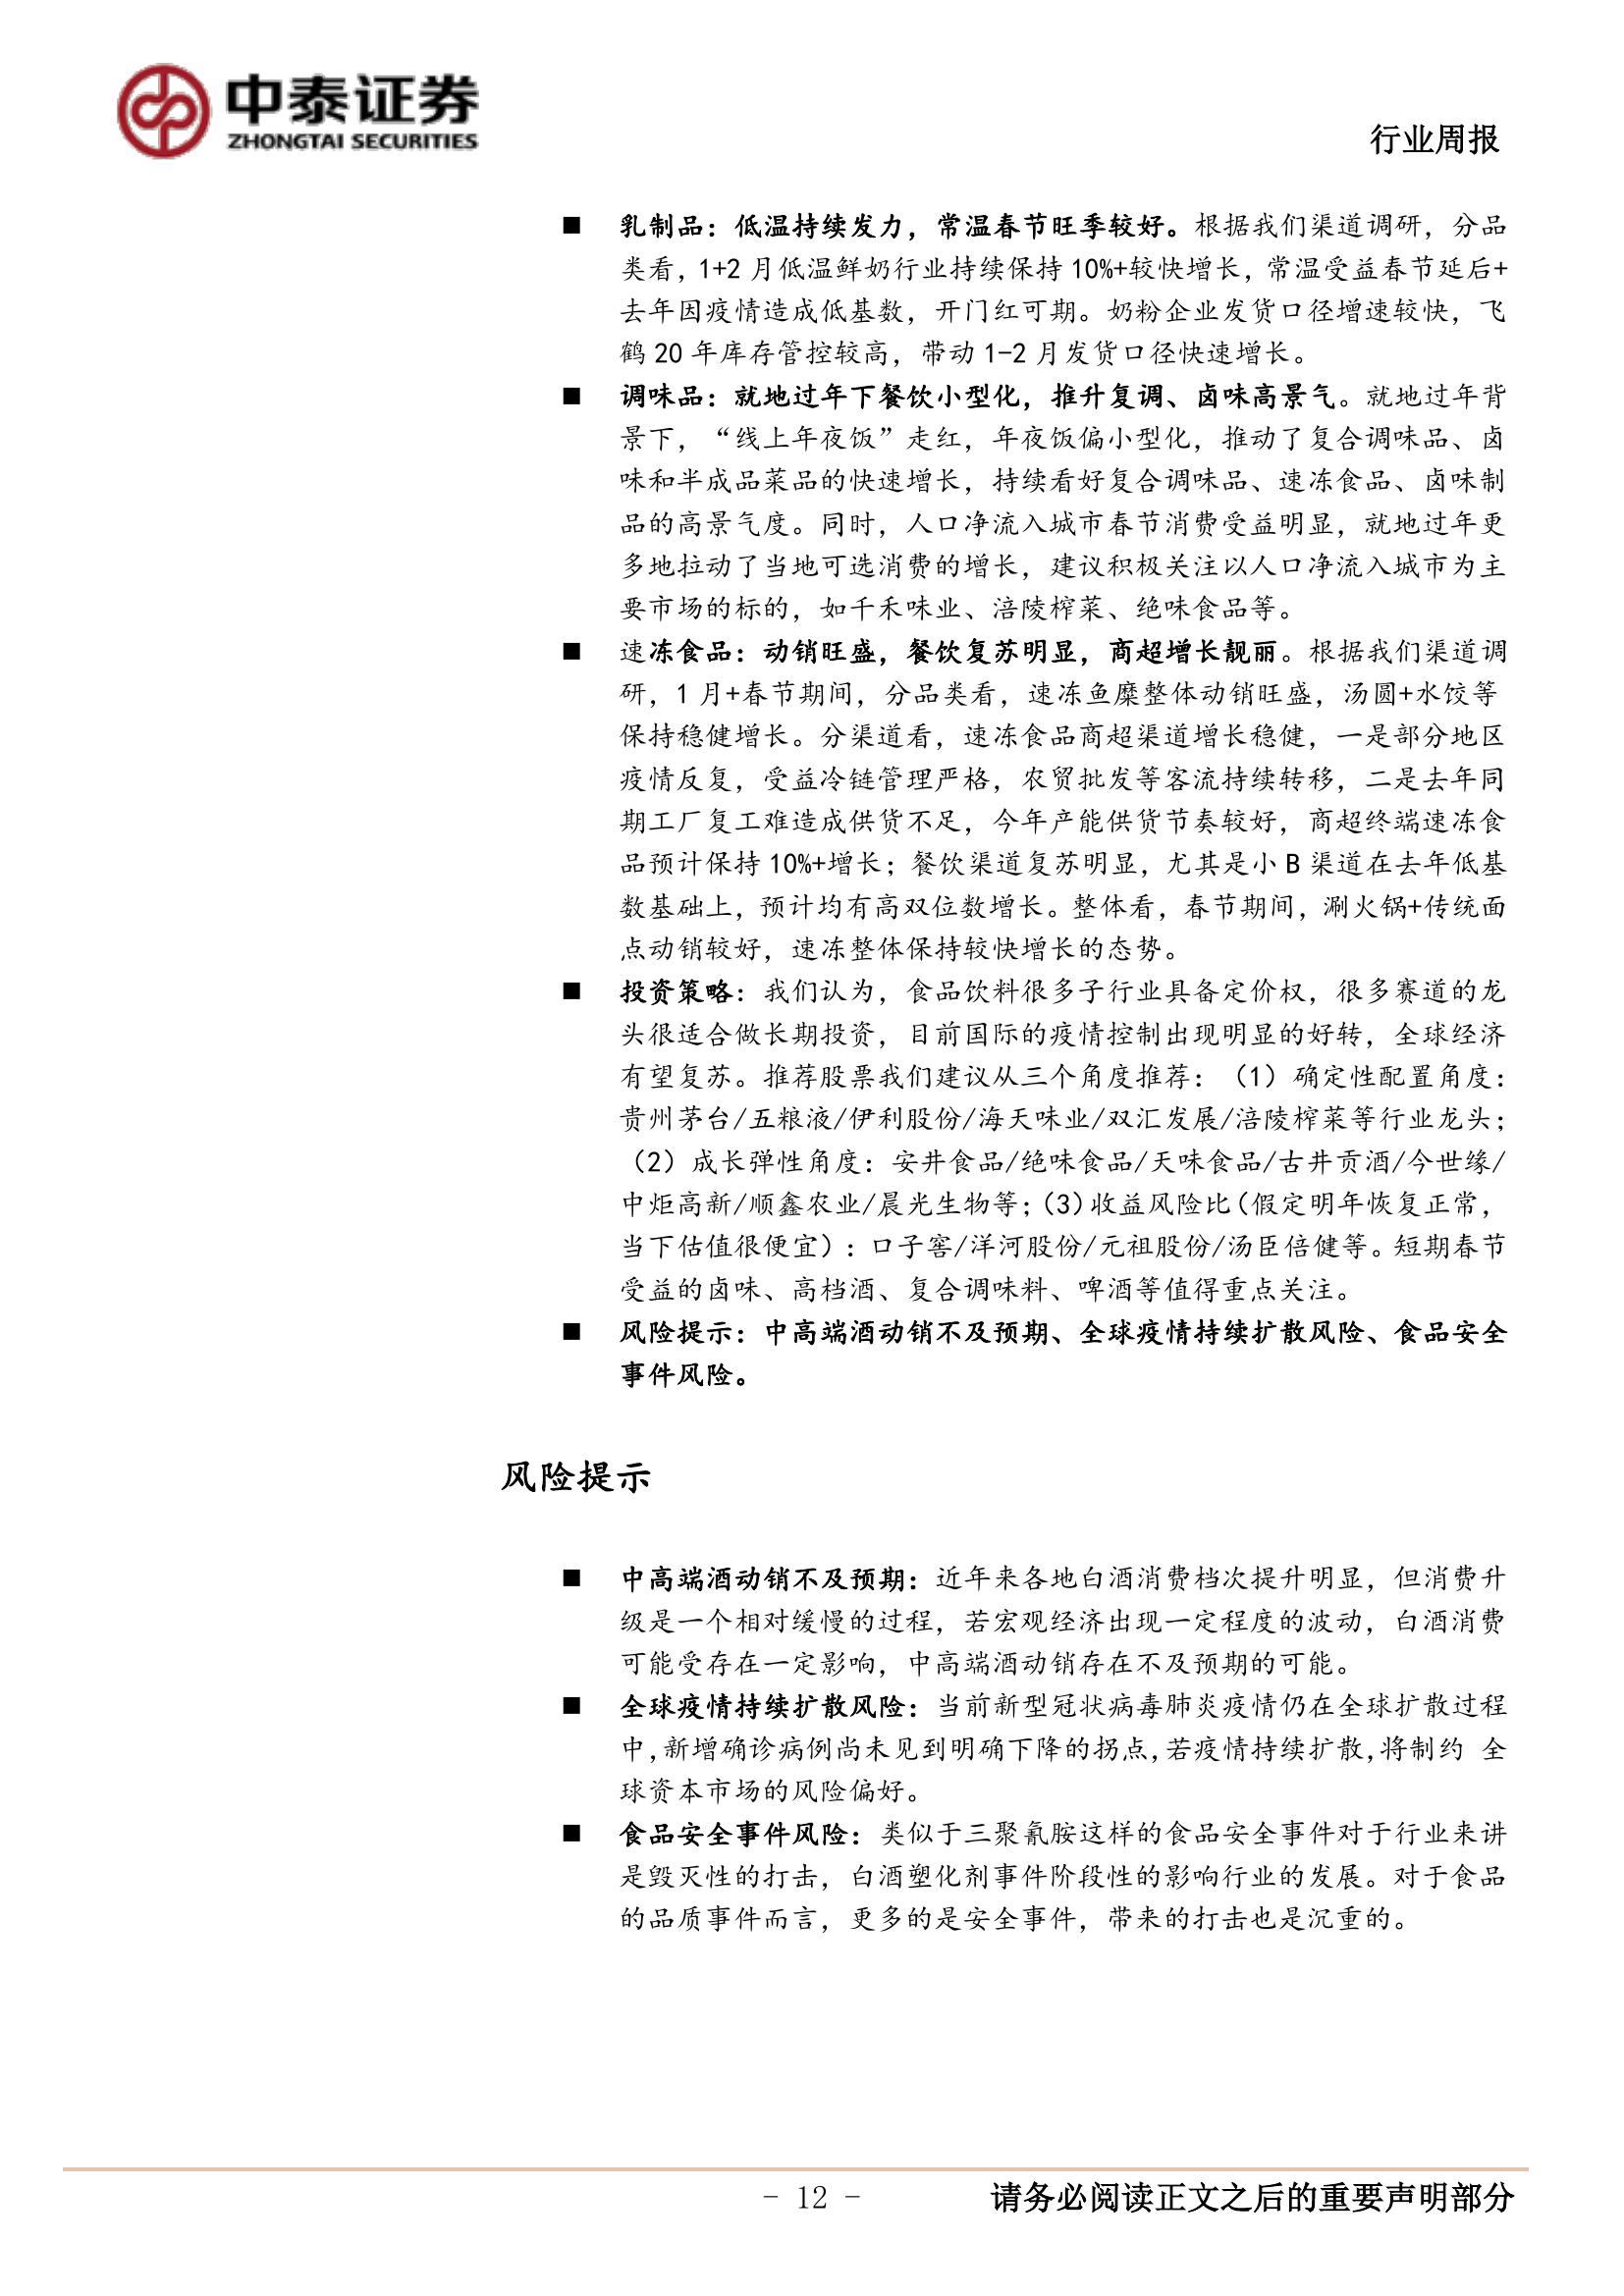 中泰证券
ZHONGTAI SECURITIES
行业周报
■ 乳制品：低温持续发力，常温春节旺季较好。根据我们渠道调研，分品
类看，1+2 月低温鲜奶行业持续保持 10%+较快增长，常温受益春节延后+
去年因疫情造成低基数，开门红可期。奶粉企业发货口径增速较快，飞
鹤 20 年库存管控较高，带动 1-2 月发货口径快速增长。
■ 调味品：就地过年下餐饮小型化，推升复调、卤味高景气。就地过年背
景下，“线上年夜饭”走红，年夜饭偏小型化，推动了复合调味品、卤
味和半成品菜品的快速增长，持续看好复合调味品、速冻食品、卤味制
品的高景气度。同时，人口净流入城市春节消费受益明显，就地过年更
多地拉动了当地可选消费的增长，建议积极关注以人口净流入城市为主
要市场的标的，如千禾味业、涪陵榨菜、绝味食品等。
■ 速冻食品：动销旺盛，餐饮复苏明显，商超增长靓丽。根据我们渠道调
研，1 月+春节期间，分品类看，速冻鱼糜整体动销旺盛，汤圆+水饺等
保持稳健增长。分渠道看，速冻食品商超渠道增长稳健，一是部分地区
疫情反复，受益冷链管理严格，农贸批发等客流持续转移，二是去年同
期工厂复工难造成供货不足，今年产能供货节奏较好，商超终端速冻食
品预计保持 10%+增长；餐饮渠道复苏明显，尤其是小 B 渠道在去年低基
数基础上，预计均有高双位数增长。整体看，春节期间，涮火锅+传统面
点动销较好，速冻整体保持较快增长的态势。
■ 投资策略：我们认为，食品饮料很多子行业具备定价权，很多赛道的龙
头很适合做长期投资，目前国际的疫情控制出现明显的好转，全球经济
有望复苏。推荐股票我们建议从三个角度推荐：（1）确定性配置角度：
贵州茅台/五粮液/伊利股份/海天味业/双汇发展/涪陵榨菜等行业龙头；
（2）成长弹性角度：安井食品/绝味食品/天味食品/古井贡酒/今世缘/
中炬高新/顺鑫农业/晨光生物等；（3）收益风险比（假定明年恢复正常，
当下估值很便宜）：口子窖/洋河股份/元祖股份/汤臣倍健等。短期春节
受益的卤味、高档酒、复合调味料、啤酒等值得重点关注。
■ 风险提示：中高端酒动销不及预期、全球疫情持续扩散风险、食品安全
事件风险。
风险提示
■ 中高端酒动销不及预期：近年来各地白酒消费档次提升明显，但消费升
级是一个相对缓慢的过程，若宏观经济出现一定程度的波动，白酒消费
可能受存在一定影响，中高端酒动销存在不及预期的可能。
■ 全球疫情持续扩散风险：当前新型冠状病毒肺炎疫情仍在全球扩散过程
中,新增确诊病例尚未见到明确下降的拐点,若疫情持续扩散,将制约 全
球资本市场的风险偏好。
■ 食品安全事件风险：类似于三聚氰胺这样的食品安全事件对于行业来讲
是毁灭性的打击，白酒塑化剂事件阶段性的影响行业的发展。对于食品
的品质事件而言，更多的是安全事件，带来的打击也是沉重的。
- 12 -
请务必阅读正文之后的重要声明部分